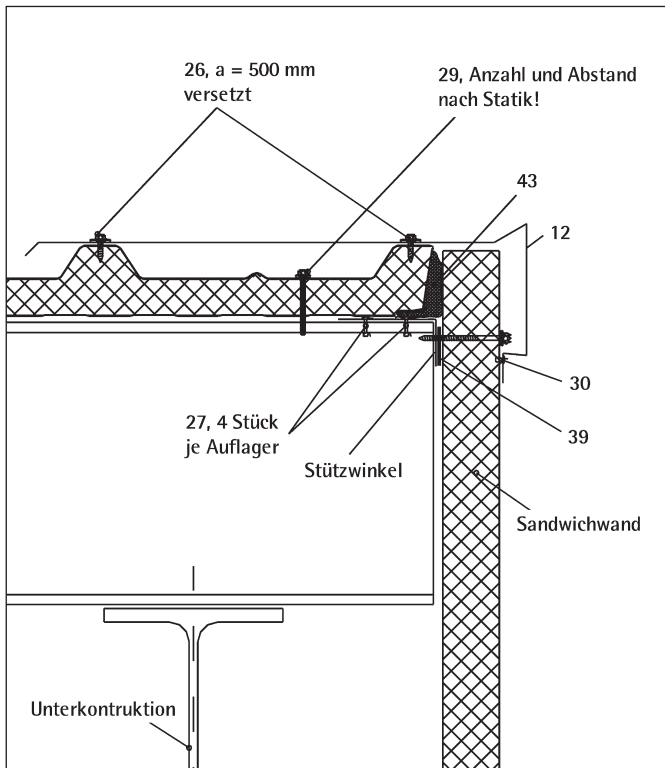 26, a = 500 mm
versetzt
29, Anzahl und Abstand
nach Statik!
43
12
30
39
27, 4 Stück
je Auflager
Stützwinkel
Sandwichwand
Unterkontruktion